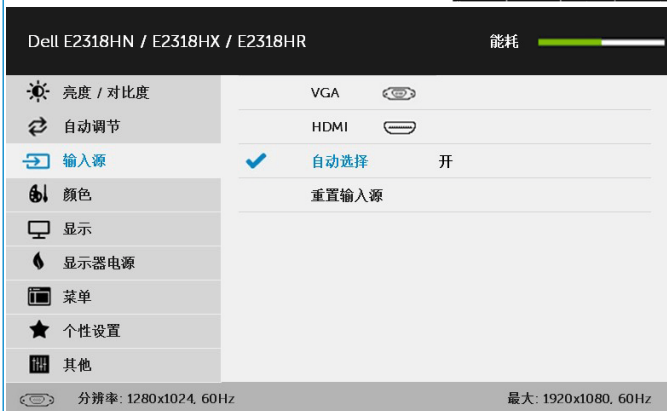 Dell E2318HN / E2318HX / E2318HR 能耗
亮度 / 对比度 VGA
自动调节 HDMI
输入源 自动选择 开
颜色 重置输入源
显示
显示器电源
菜单
个性设置
其他
分辨率: 1280x1024, 60Hz 最大: 1920x1080, 60Hz